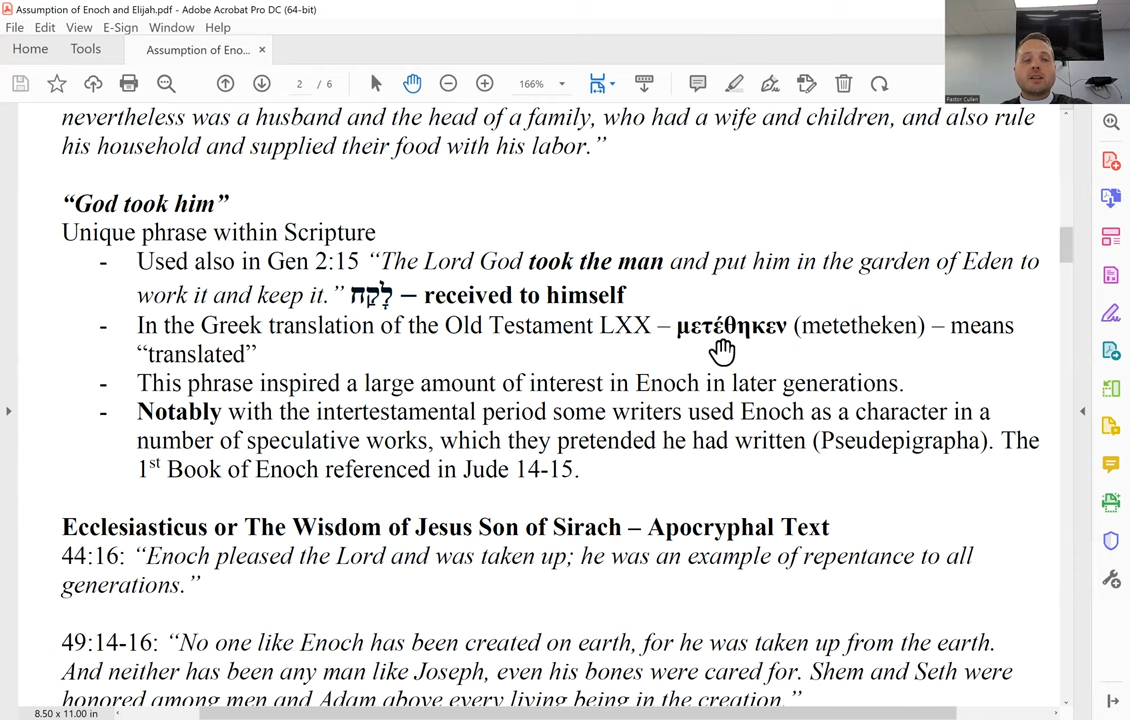 Assumption of Enoch and Elijah.pdf - Adobe Acrobat Pro DC (64-bit)
File Edit View E-Sign Window Help
Home Tools Assumption of Eno... ×
2 / 6 166%
Pastor Cullen
nevertheless was a husband and the head of a family, who had a wife and children, and also rule
his household and supplied their food with his labor.”
“God took him”
Unique phrase within Scripture
- Used also in Gen 2:15 “The Lord God took the man and put him in the garden of Eden to
work it and keep it.” לָקַח – received to himself
- In the Greek translation of the Old Testament LXX – μετέθηκεν (metetheken) – means
“translated”
- This phrase inspired a large amount of interest in Enoch in later generations.
- Notably with the intertestamental period some writers used Enoch as a character in a
number of speculative works, which they pretended he had written (Pseudepigrapha). The
1st Book of Enoch referenced in Jude 14-15.
Ecclesiasticus or The Wisdom of Jesus Son of Sirach – Apocryphal Text
44:16: “Enoch pleased the Lord and was taken up; he was an example of repentance to all
generations.”
49:14-16: “No one like Enoch has been created on earth, for he was taken up from the earth.
And neither has been any man like Joseph, even his bones were cared for. Shem and Seth were
honored among men and Adam above every living being in the creation.”
8.50 x 11.00 in